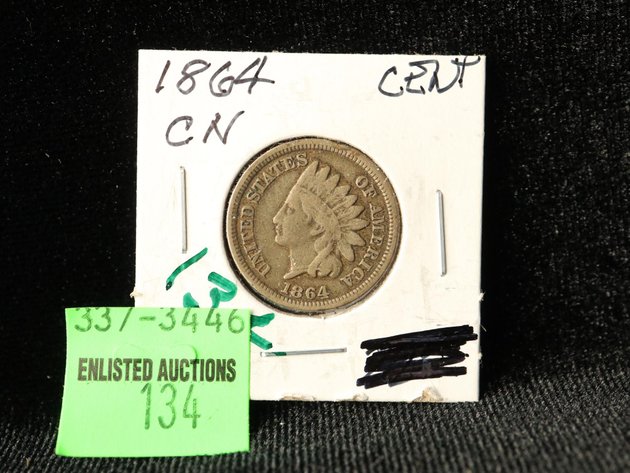 1864 CENT
CN
UNITED STATES OF AMERICA
1864
337-3446
ENLISTED AUCTIONS
134